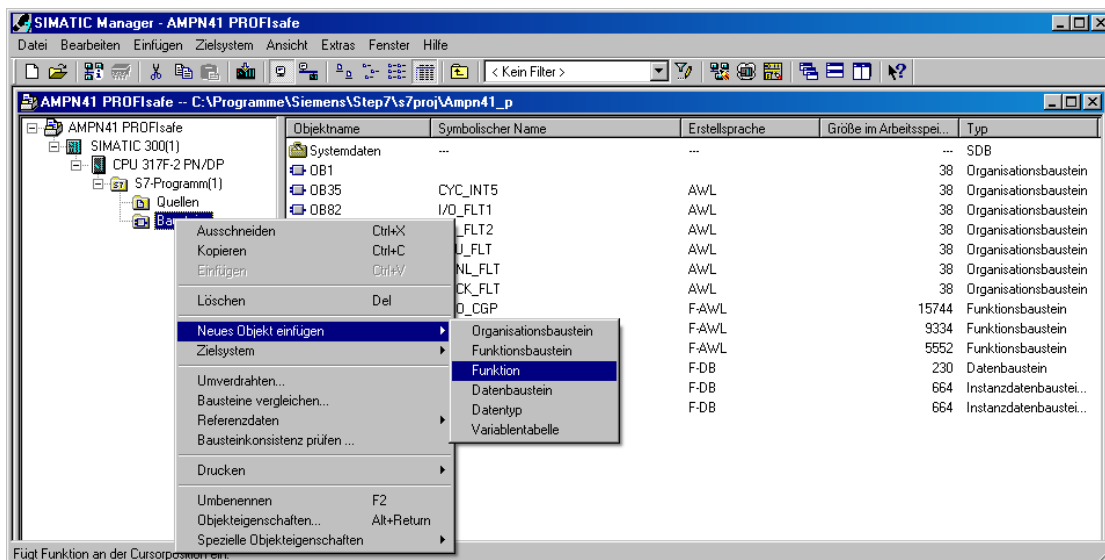 SIMATIC Manager - AMPN41 PROFIsafe
Datei Bearbeiten Einfügen Zielsystem Ansicht Extras Fenster Hilfe
< Kein Filter >
AMPN41 PROFIsafe -- C:\Programme\Siemens\Step7\s7proj\Ampn41_p
AMPN41 PROFIsafe
SIMATIC 300(1)
CPU 317F-2 PN/DP
S7-Programm(1)
Quellen
Objektname Symbolischer Name Erstellsprache Größe im Arbeitsspei... Typ
Systemdaten --- --- --- SDB
OB1 38 Organisationsbaustein
OB35 CYC_INT5 AWL 38 Organisationsbaustein
OB82 I/O_FLT1 AWL 38 Organisationsbaustein
_FLT2 AWL 38 Organisationsbaustein
U_FLT AWL 38 Organisationsbaustein
NL_FLT AWL 38 Organisationsbaustein
CK_FLT AWL 38 Organisationsbaustein
O_CGP F-AWL 15744 Funktionsbaustein
F-AWL 9334 Funktionsbaustein
F-AWL 5552 Funktionsbaustein
F-DB 230 Datenbaustein
F-DB 664 Instanzdatenbaustei...
F-DB 664 Instanzdatenbaustei...
Ausschneiden Ctrl+X
Kopieren Ctrl+C
Einfügen Ctrl+V
Löschen Del
Neues Objekt einfügen
Zielsystem
Umverdrahten...
Bausteine vergleichen...
Referenzdaten
Bausteinkonsistenz prüfen ...
Drucken
Umbenennen F2
Objekteigenschaften... Alt+Return
Spezielle Objekteigenschaften
Organisationsbaustein
Funktionsbaustein
Funktion
Datenbaustein
Datentyp
Variablentabelle
Fügt Funktion an der Cursorposition ein.